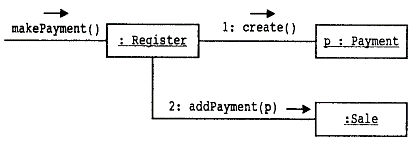 makePayment()
: Register
1: create()
p : Payment
2: addPayment(p)
:Sale